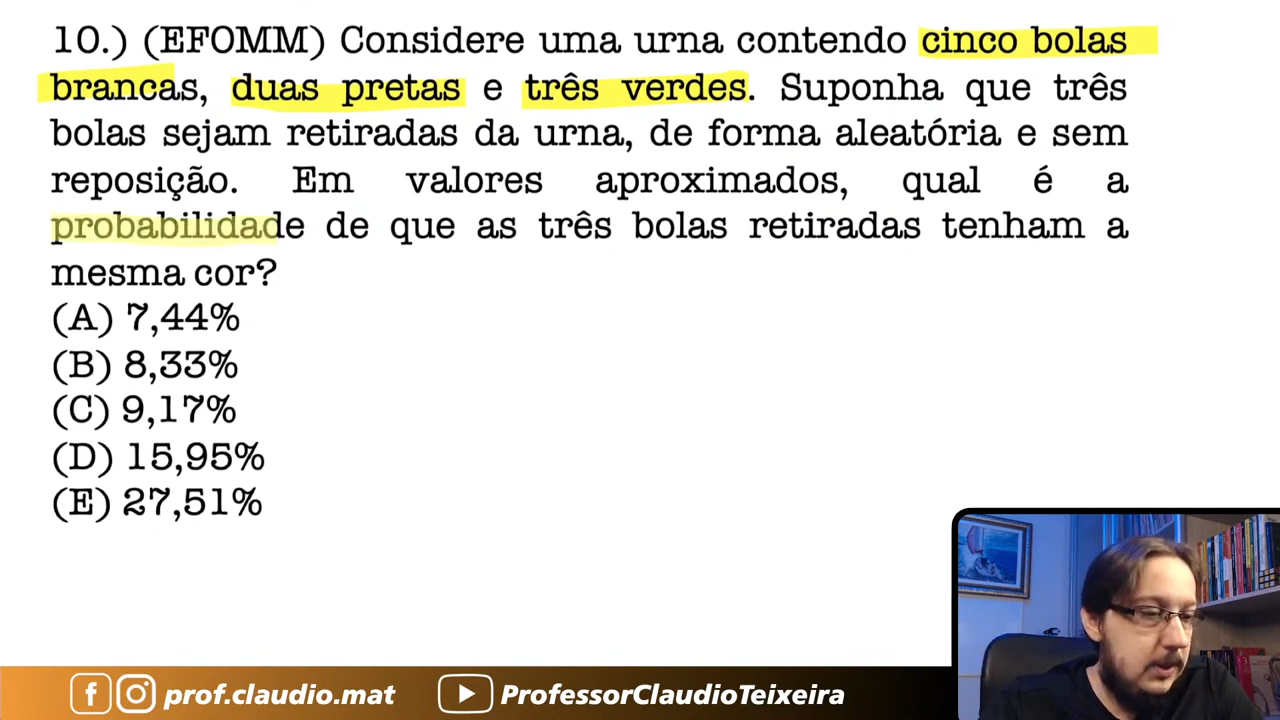 10.) (EFOMM) Considere uma urna contendo cinco bolas
brancas, duas pretas e três verdes. Suponha que três
bolas sejam retiradas da urna, de forma aleatória e sem
reposição. Em valores aproximados, qual é a
probabilidade de que as três bolas retiradas tenham a
mesma cor?
(A) 7,44%
(B) 8,33%
(C) 9,17%
(D) 15,95%
(E) 27,51%
prof.claudio.mat
ProfessorClaudioTeixeira